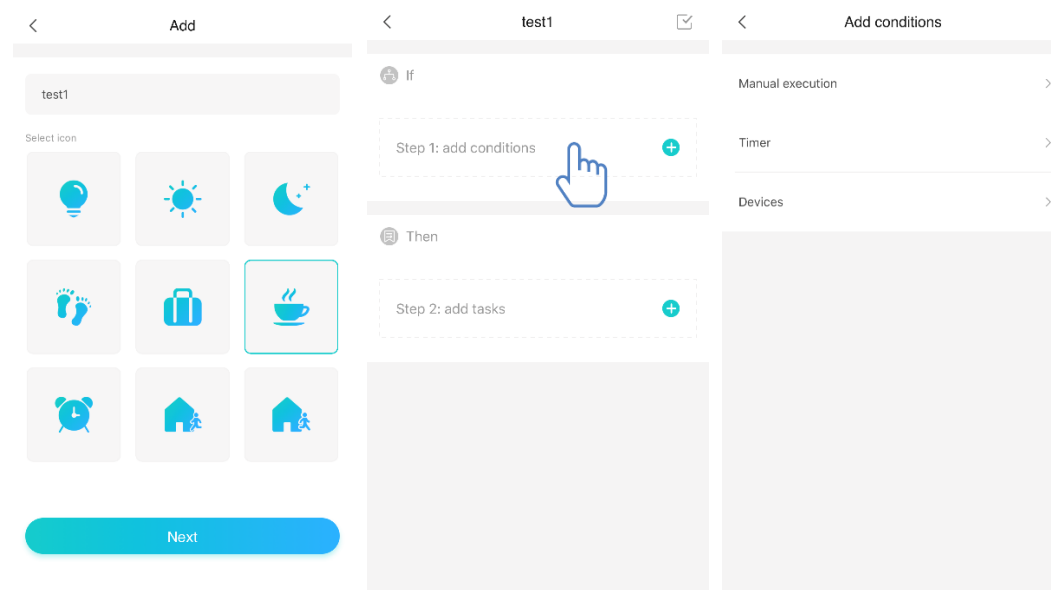 Add
test1
Select icon
Next
test1
If
Step 1: add conditions
Then
Step 2: add tasks
Add conditions
Manual execution
Timer
Devices